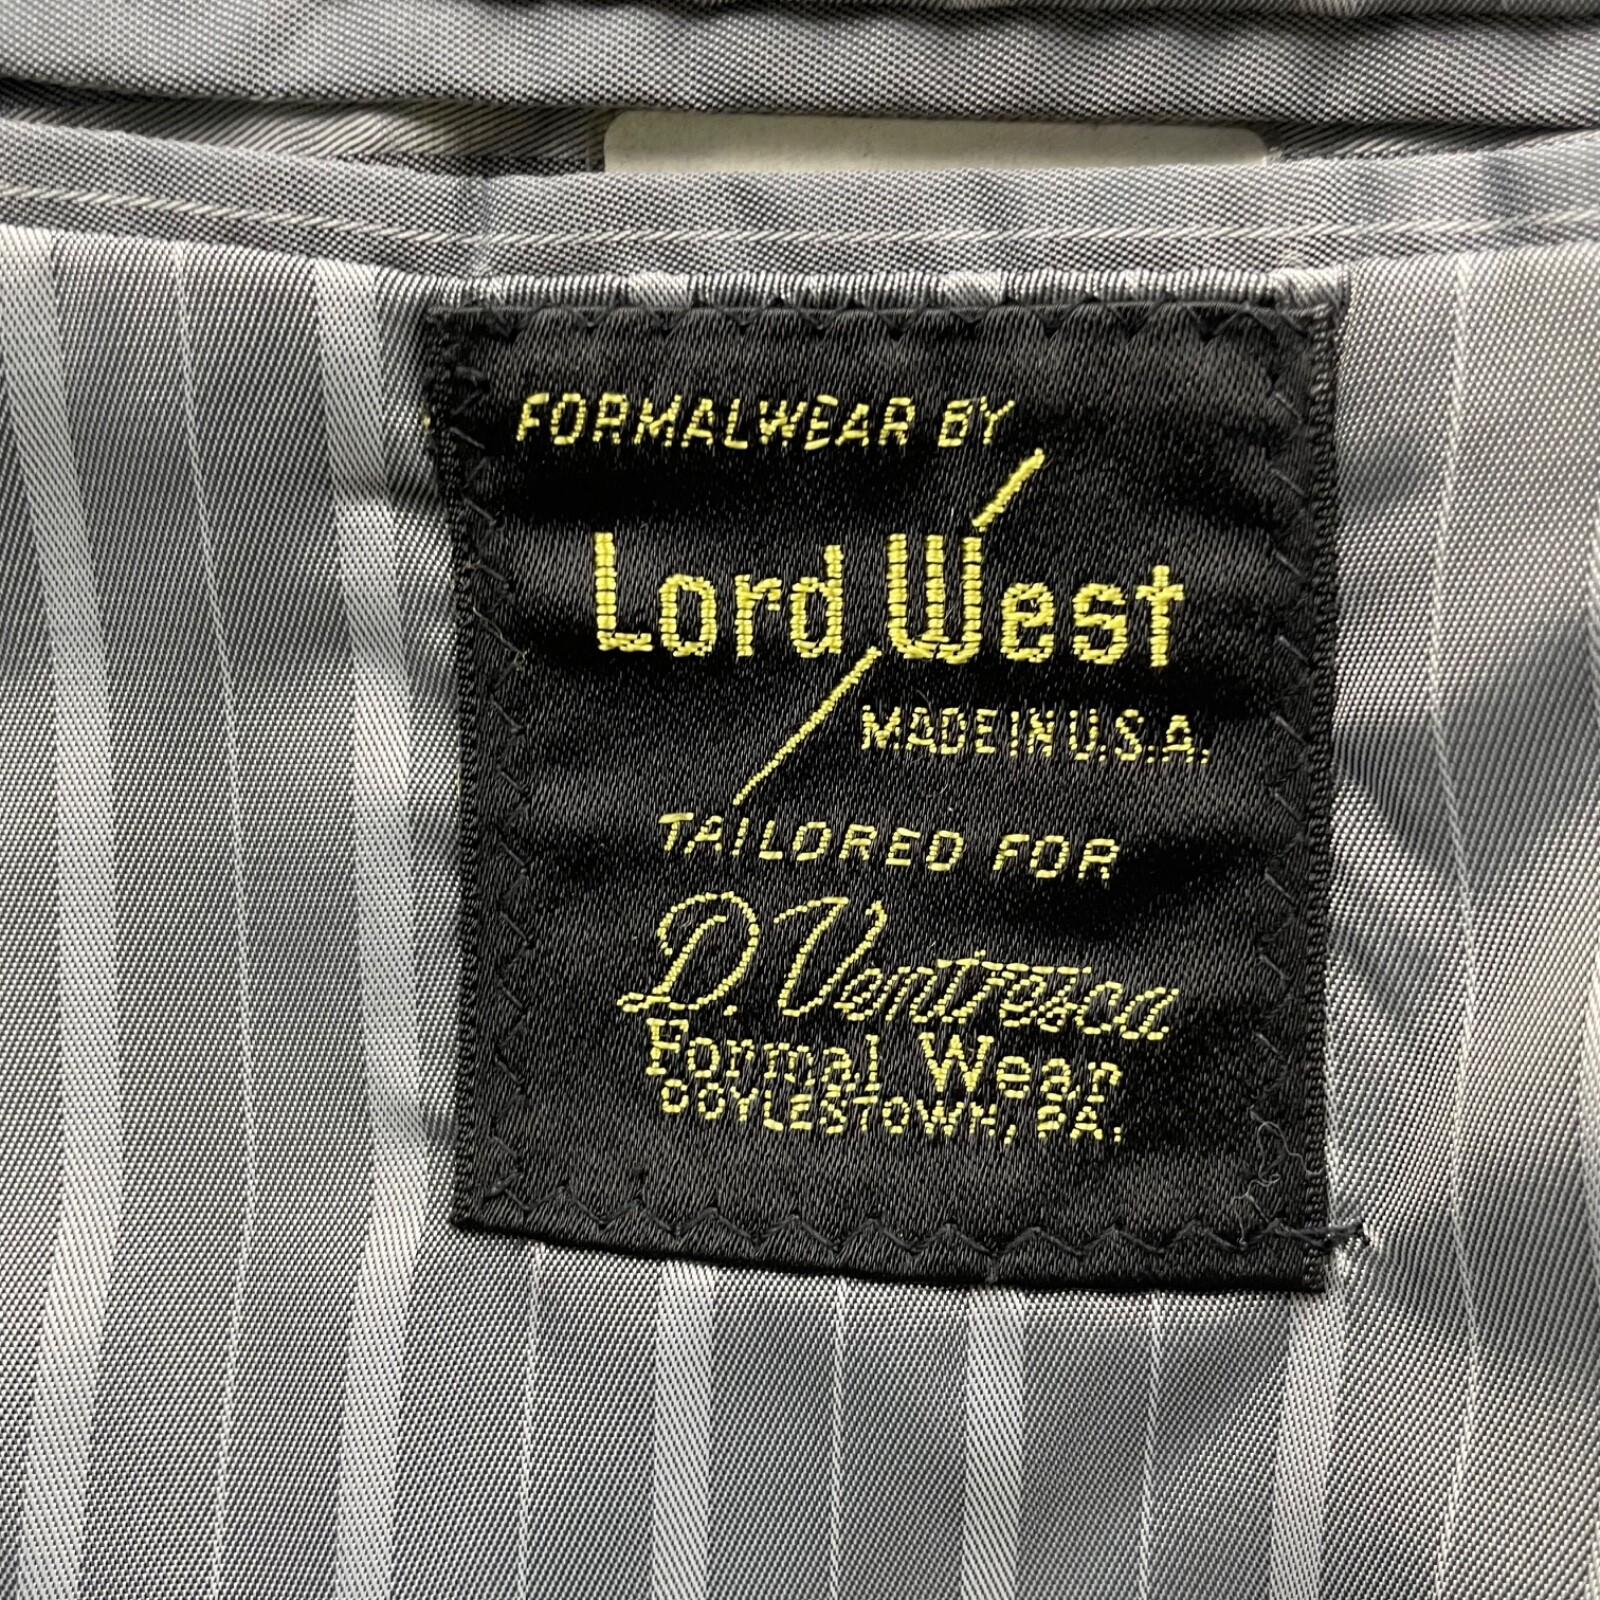 FORMALWEAR BY
Lord West
MADE IN U.S.A.
TAILORED FOR
D. Ventresca
Formal Wear
DOYLESTOWN, PA.